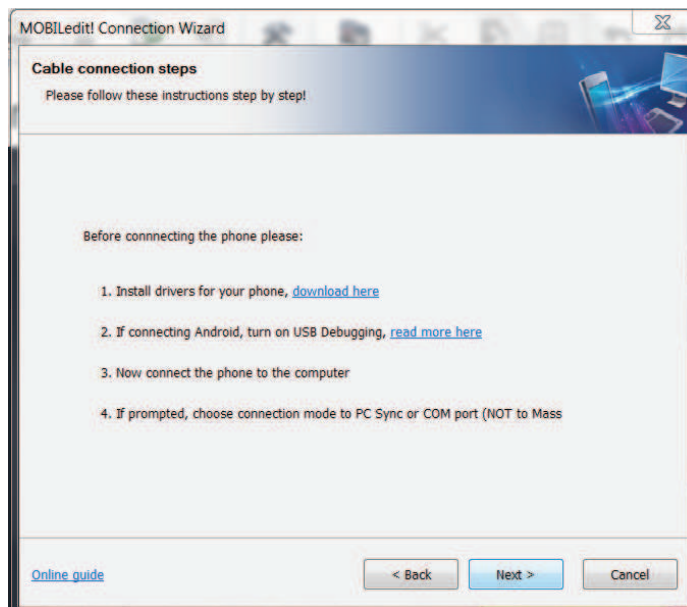 MOBILedit! Connection Wizard
Cable connection steps
Please follow these instructions step by step!
Before connnecting the phone please:
1. Install drivers for your phone, download here
2. If connecting Android, turn on USB Debugging, read more here
3. Now connect the phone to the computer
4. If prompted, choose connection mode to PC Sync or COM port (NOT to Mass
Online guide
< Back
Next >
Cancel